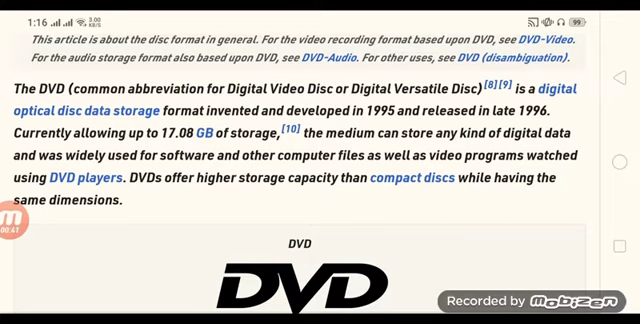 1:16 3.00 KB/S 99
This article is about the disc format in general. For the video recording format based upon DVD, see DVD-Video.
For the audio storage format also based upon DVD, see DVD-Audio. For other uses, see DVD (disambiguation).
The DVD (common abbreviation for Digital Video Disc or Digital Versatile Disc)[8][9] is a digital
optical disc data storage format invented and developed in 1995 and released in late 1996.
Currently allowing up to 17.08 GB of storage,[10] the medium can store any kind of digital data
and was widely used for software and other computer files as well as video programs watched
using DVD players. DVDs offer higher storage capacity than compact discs while having the
same dimensions.
00:47
DVD
DVD
Recorded by Mobizen